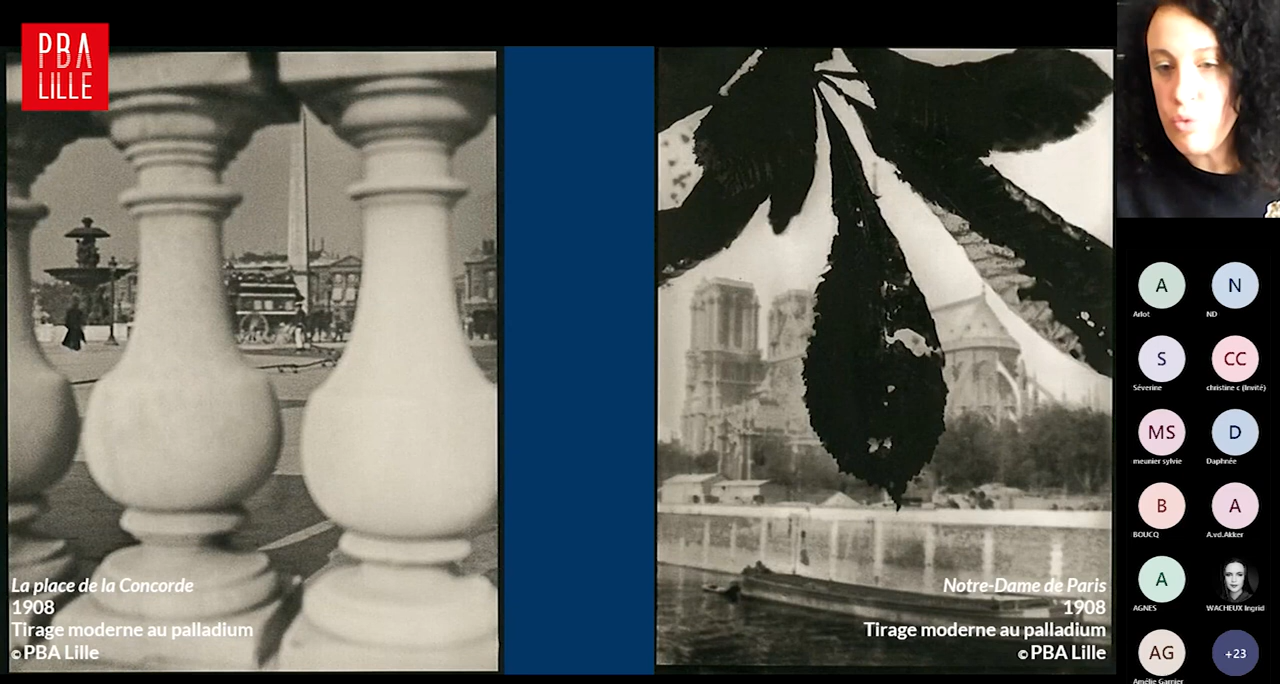 PBA
LILLE
La place de la Concorde
1908
Tirage moderne au palladium
© PBA Lille
Notre-Dame de Paris
1908
Tirage moderne au palladium
© PBA Lille
A
Arlot
N
ND
S
Séverine
CC
christine c (Invité)
MS
meunier sylvie
D
Daphnée
B
BOUCQ
A
A.vd.Akker
A
AGNES
WACHEUX Ingrid
AG
Amélie Garnier
+23